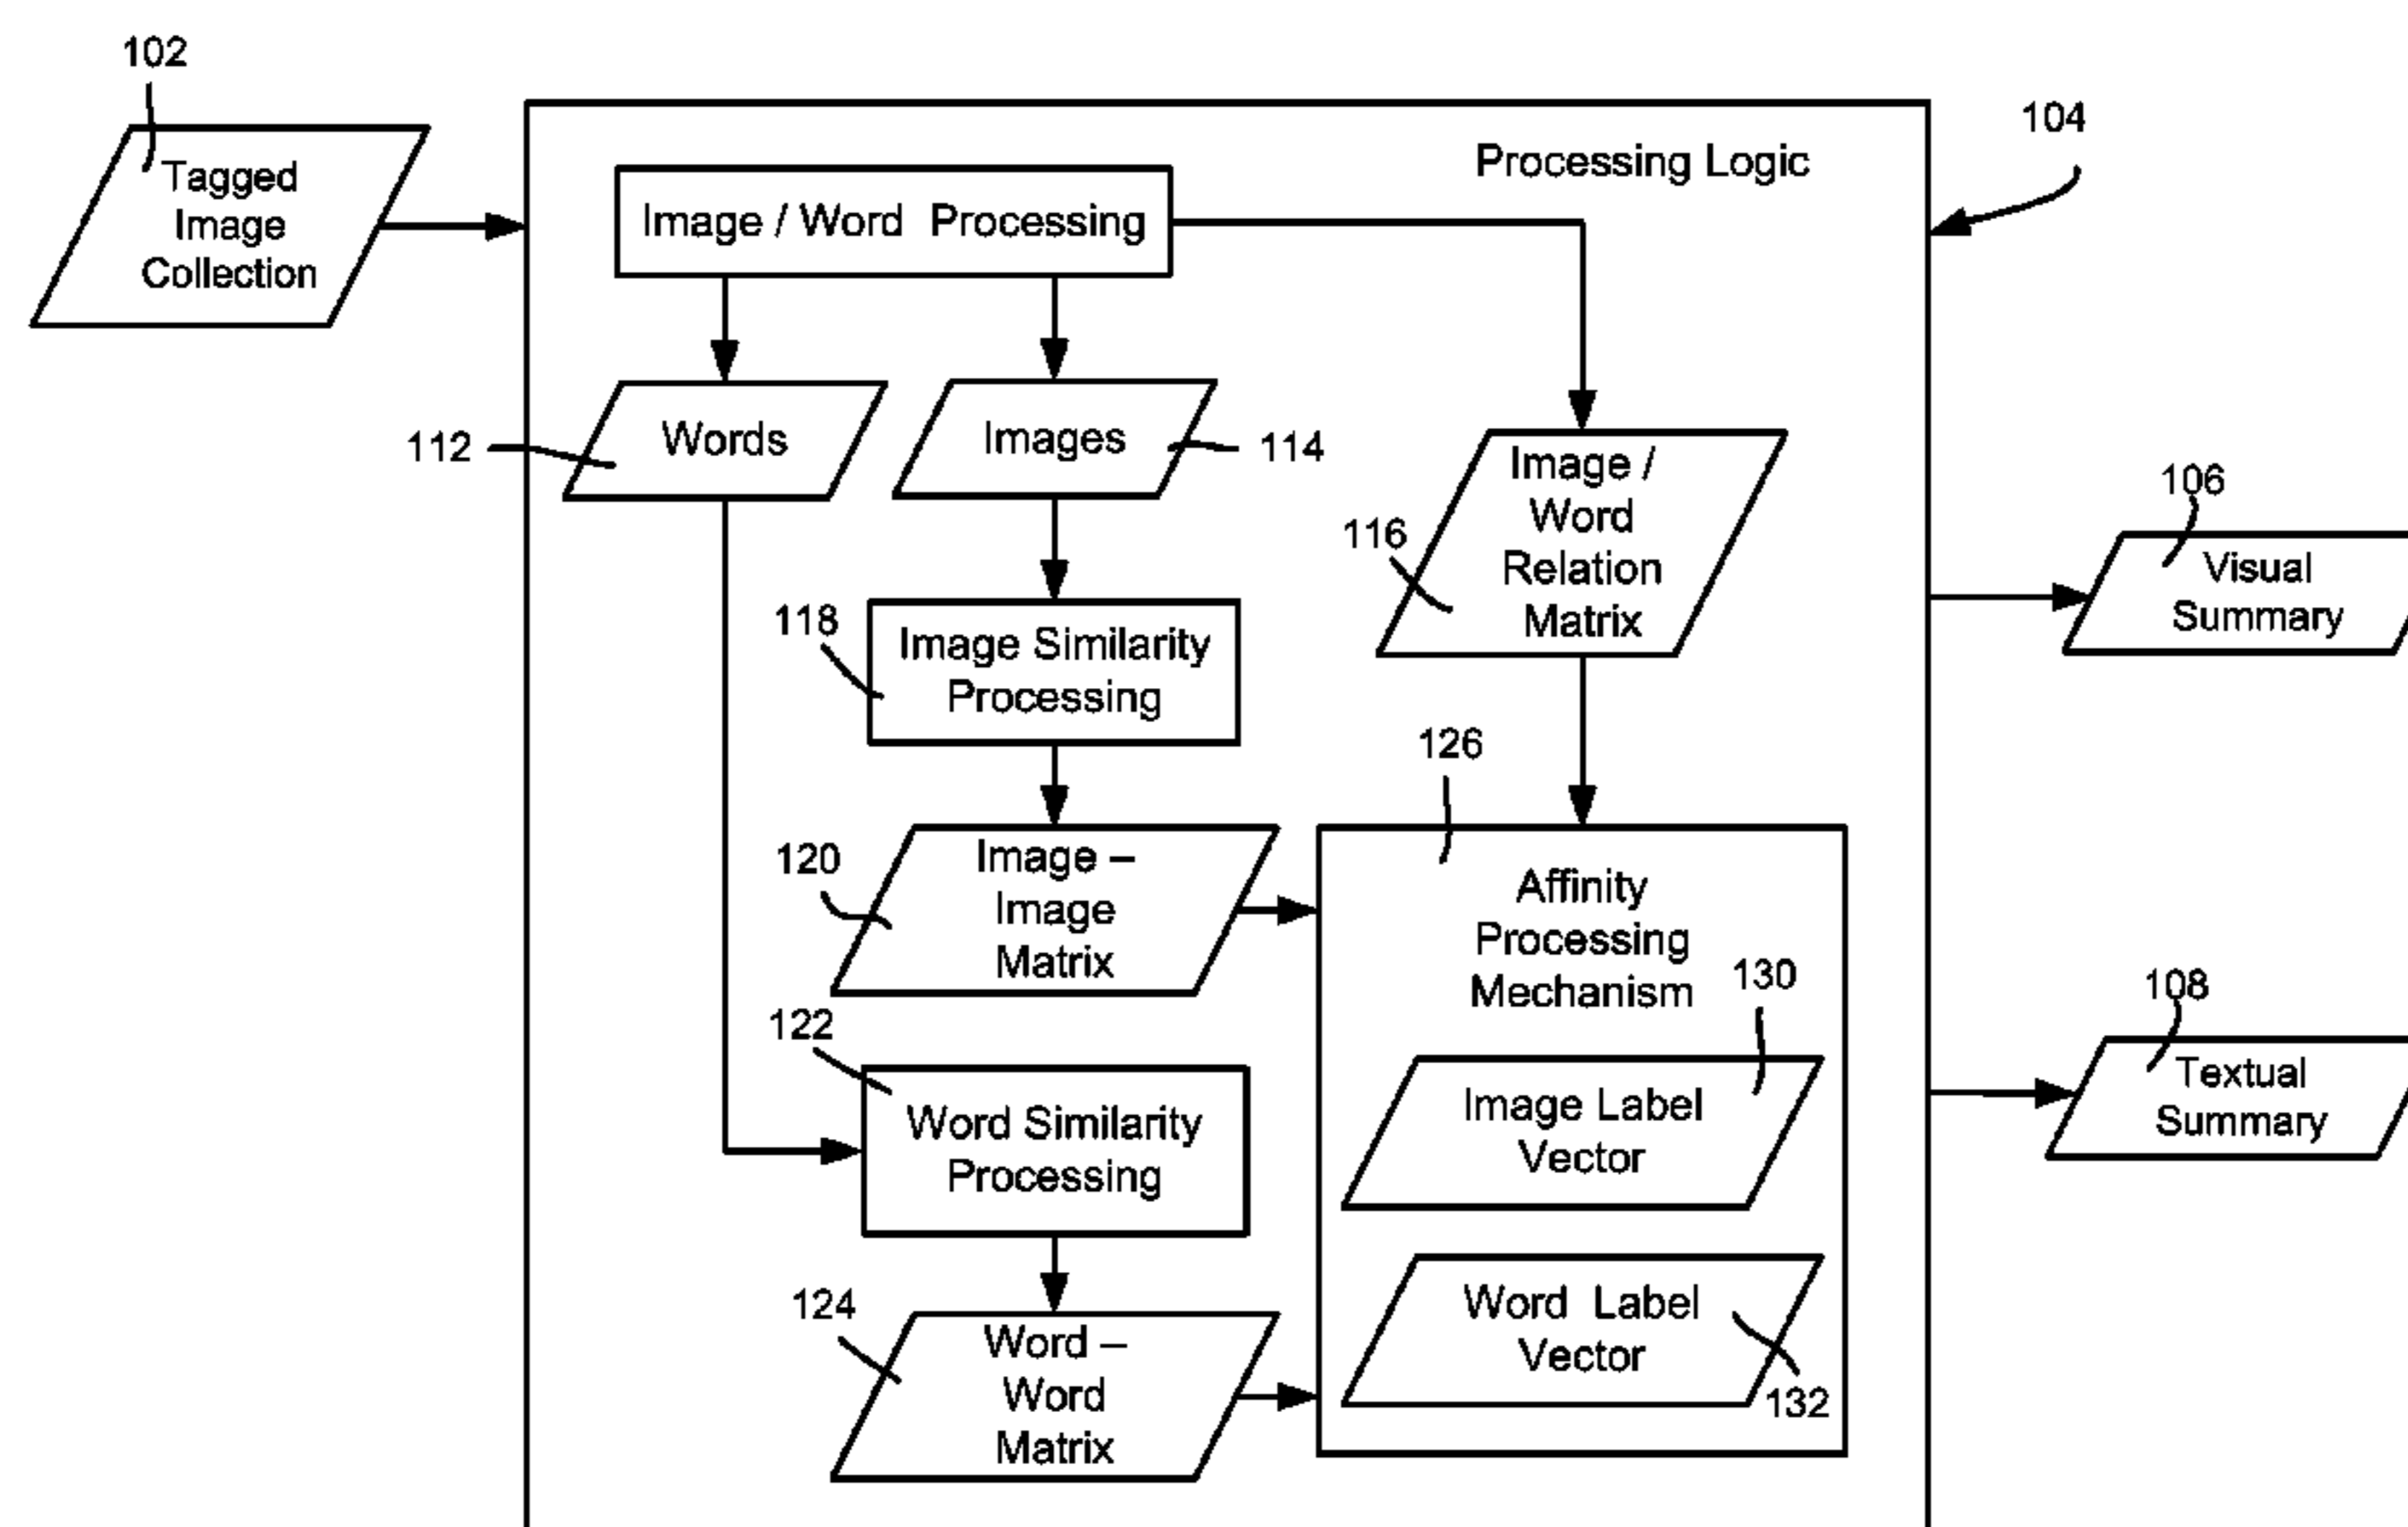 102
Tagged
Image
Collection
104
Processing Logic
Image / Word Processing
112
Words
Images
114
Image /
Word
Relation
Matrix
116
106
Visual
Summary
118
Image Similarity
Processing
126
120
Image –
Image
Matrix
Affinity
Processing
Mechanism
130
108
Textual
Summary
122
Word Similarity
Processing
Image Label
Vector
124
Word –
Word
Matrix
Word Label
Vector
132